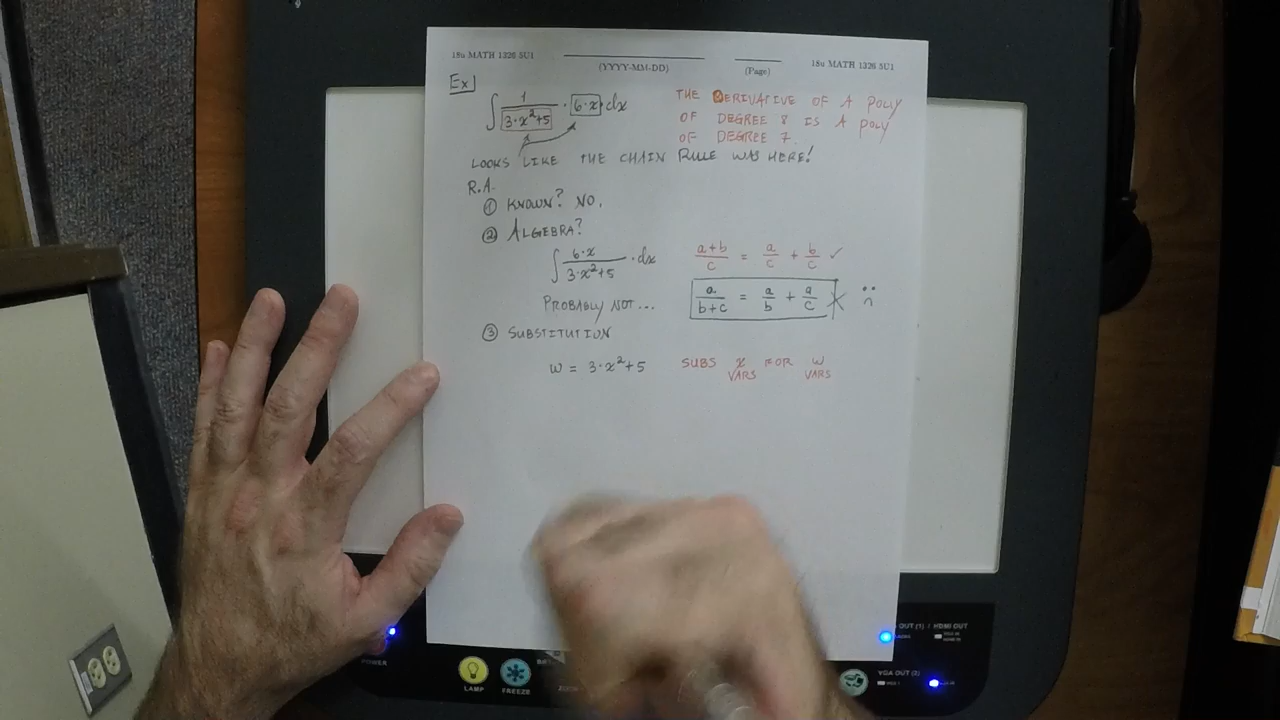 18u MATH 1326 5U1
(YYYY-MM-DD)
(Page)
18u MATH 1326 5U1
Ex
∫ 1/(3·x²+5) · 6·x · dx
THE DERIVATIVE OF A POLY
OF DEGREE 8 IS A POLY
OF DEGREE 7.
LOOKS LIKE THE CHAIN RULE WAS HERE!
R.A.
① KNOWN? NO.
② ALGEBRA?
∫ 6·x/(3·x²+5) · dx
(a+b)/c = a/c + b/c ✓
PROBABLY NOT...
a/(b+c) = a/b + a/c ✗
③ SUBSTITUTION
w = 3·x²+5
SUBS x FOR w
VARS VARS
POWER
LAMP
FREEZE
OUT (1) / HDMI OUT
VGA OUT (2)